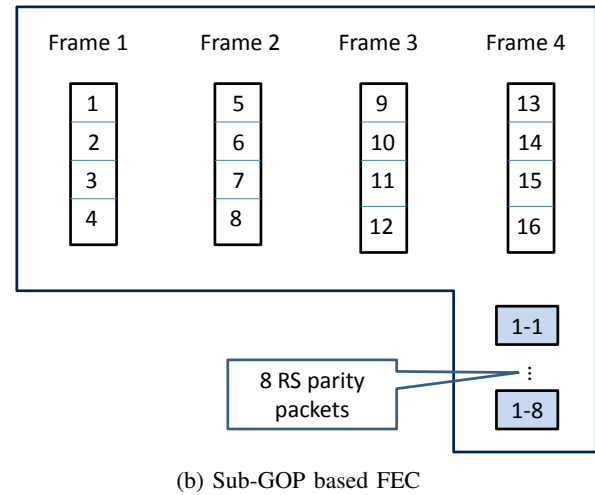 Frame 1 Frame 2 Frame 3 Frame 4
1 5 9 13
2 6 10 14
3 7 11 15
4 8 12 16
1-1
...
8 RS parity
packets
1-8
(b) Sub-GOP based FEC